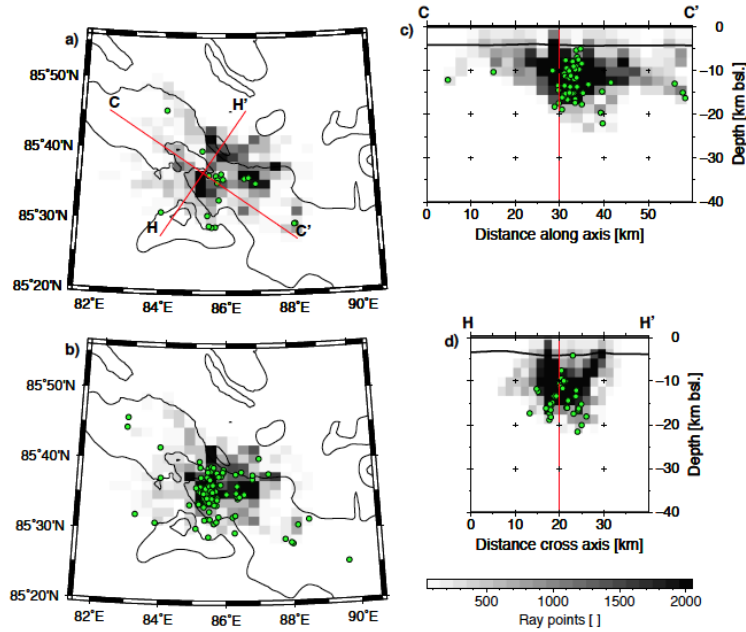 a)
C
H'
H
C'
85°50'N
85°40'N
85°30'N
85°20'N
82°E
84°E
86°E
88°E
90°E
b)
85°50'N
85°40'N
85°30'N
85°20'N
82°E
84°E
86°E
88°E
90°E
C
C'
c)
0
−10
−20
−30
−40
Depth [km bsl.]
0
10
20
30
40
50
Distance along axis [km]
H
H'
d)
0
−10
−20
−30
−40
Depth [km bsl.]
0
10
20
30
Distance cross axis [km]
500
1000
1500
2000
Ray points [ ]